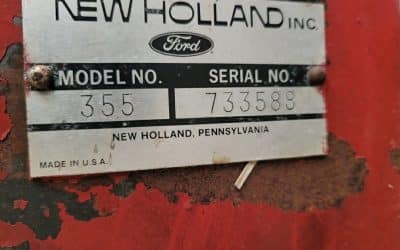 NEW HOLLAND INC.
Ford
MODEL NO. SERIAL NO.
355 733588
NEW HOLLAND, PENNSYLVANIA
MADE IN U.S.A.